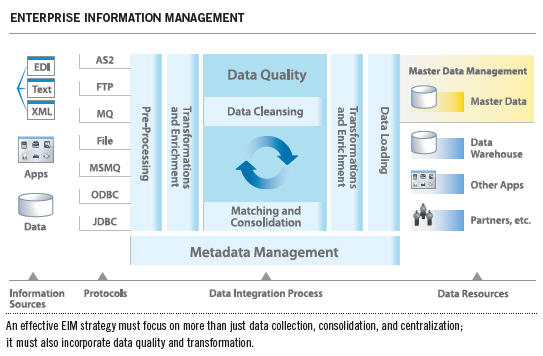 ENTERPRISE INFORMATION MANAGEMENT
EDI
Text
XML
Apps
Data
AS2
FTP
MQ
File
MSMQ
ODBC
JDBC
Pre-Processing
Transformations
and Enrichment
Data Quality
Data Cleansing
Matching and
Consolidation
Transformations
and Enrichment
Data Loading
Master Data Management
Master Data
Data
Warehouse
Other Apps
Partners, etc.
Metadata Management
Information
Sources
Protocols
Data Integration Process
Data Resources
An effective EIM strategy must focus on more than just data collection, consolidation, and centralization;
it must also incorporate data quality and transformation.